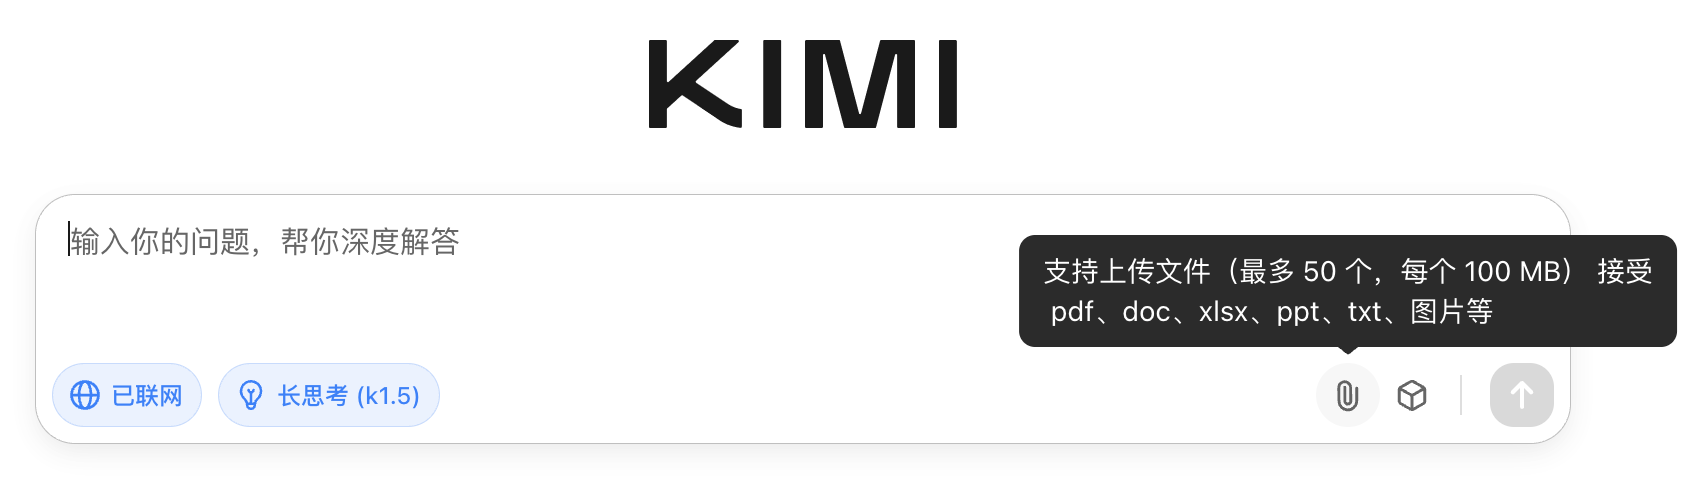 KIMI
输入你的问题，帮你深度解答
支持上传文件（最多 50 个，每个 100 MB） 接受
pdf、doc、xlsx、ppt、txt、图片等
已联网
长思考 (k1.5)